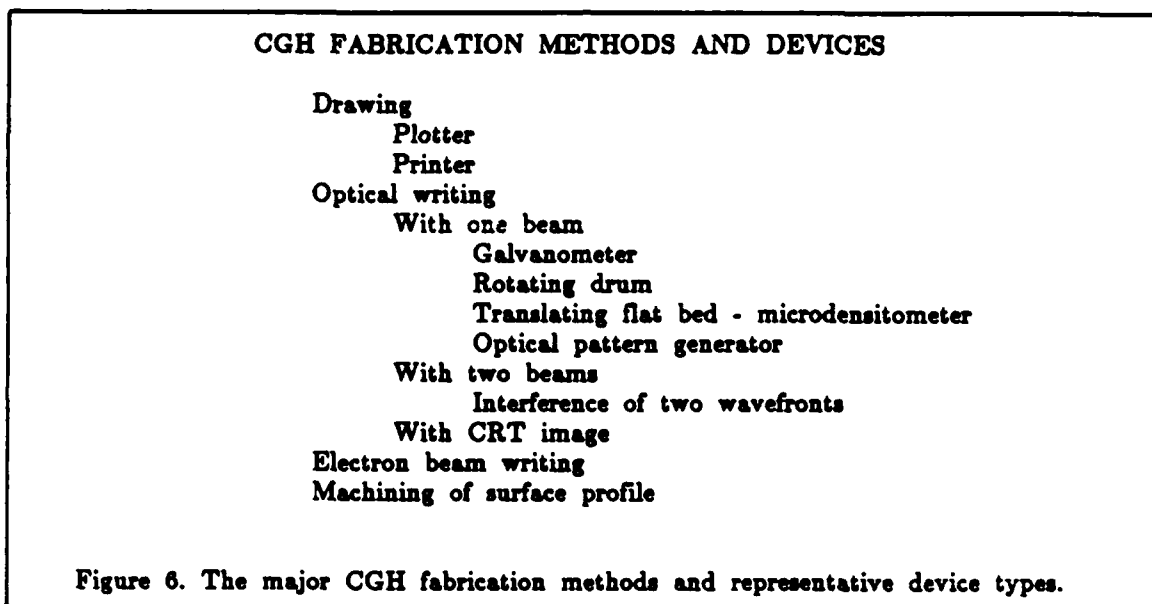 CGH FABRICATION METHODS AND DEVICES
Drawing
Plotter
Printer
Optical writing
With one beam
Galvanometer
Rotating drum
Translating flat bed - microdensitometer
Optical pattern generator
With two beams
Interference of two wavefronts
With CRT image
Electron beam writing
Machining of surface profile
Figure 6. The major CGH fabrication methods and representative device types.